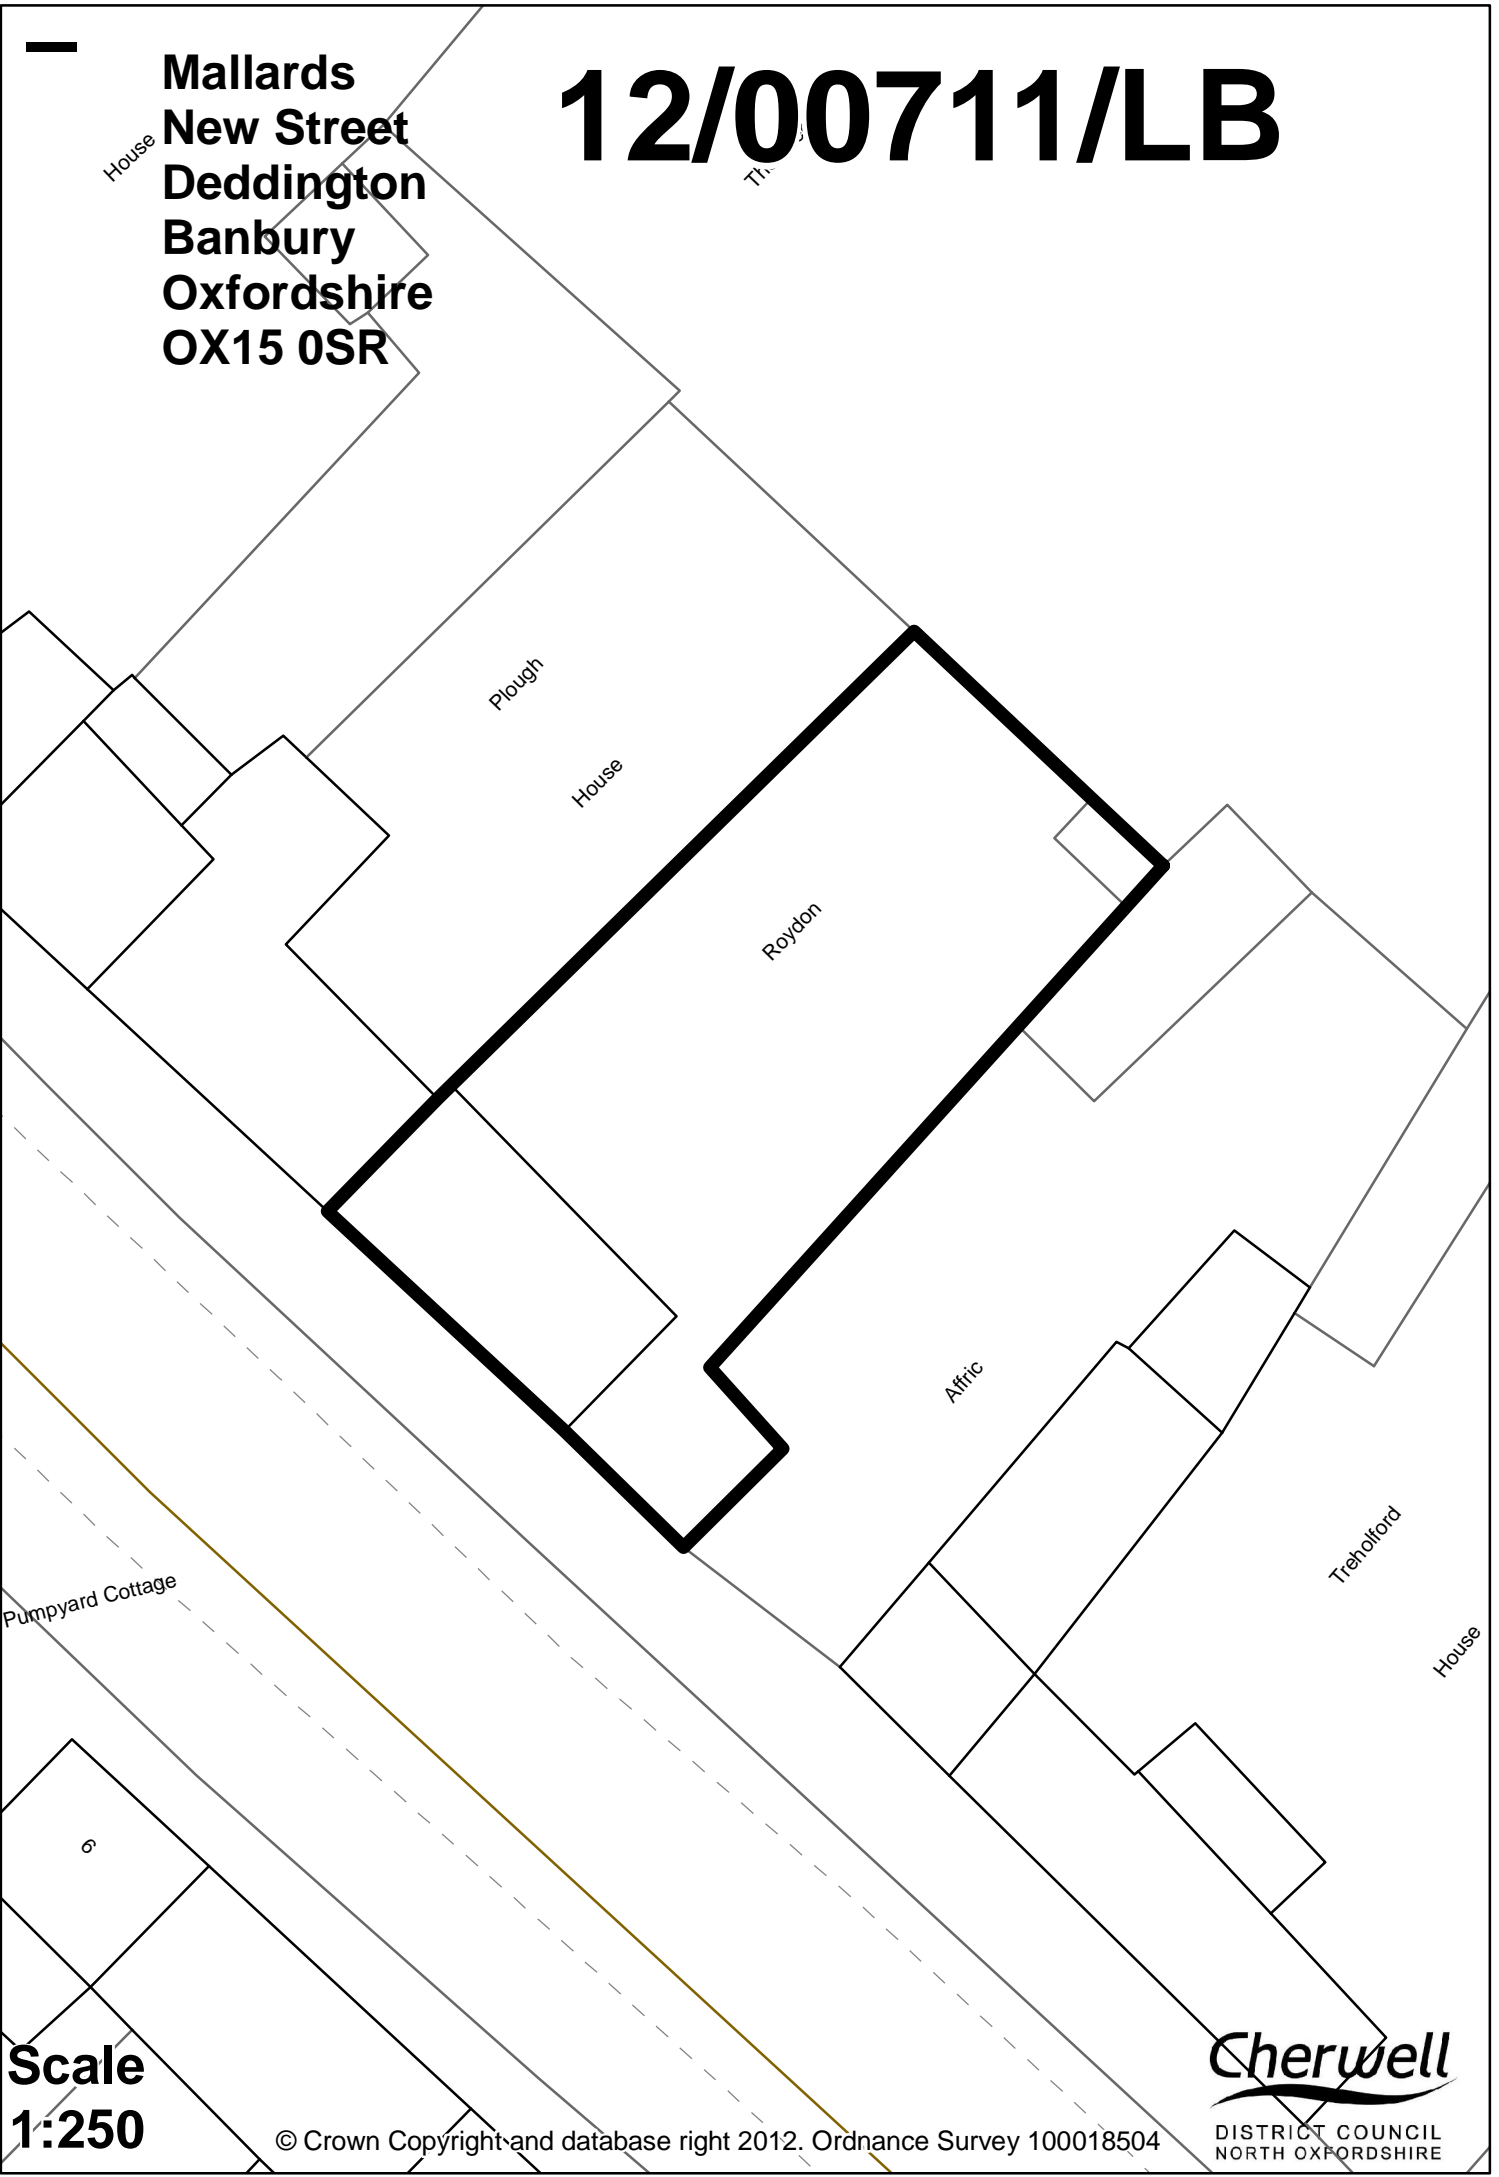 Mallards
New Street
Deddington
Banbury
Oxfordshire
OX15 0SR
12/00711/LB
House
Plough
House
Roydon
Affric
Treholford
House
Pumpyard Cottage
6
Scale
1:250
© Crown Copyright and database right 2012. Ordnance Survey 100018504
Cherwell
DISTRICT COUNCIL
NORTH OXFORDSHIRE